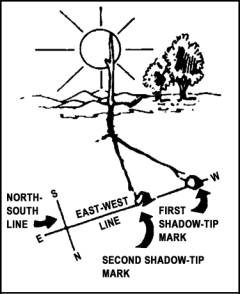 W
NORTH-
SOUTH
LINE
S
E
N
EAST-WEST
LINE
FIRST
SHADOW-TIP
MARK
SECOND SHADOW-TIP
MARK